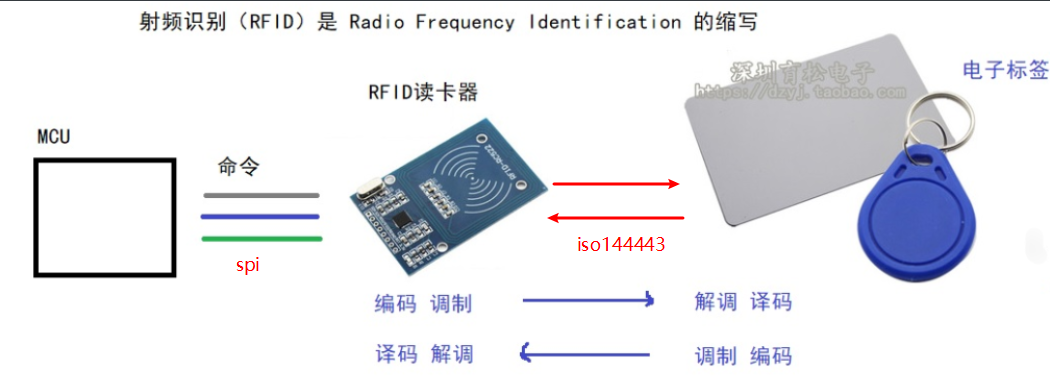 射频识别（RFID）是 Radio Frequency Identification 的缩写
深圳育松电子
https://dzyj.taobao.com
电子标签
RFID读卡器
MCU
命令
RFID-RC522
iso144443
spi
编码 调制
解调 译码
译码 解调
调制 编码